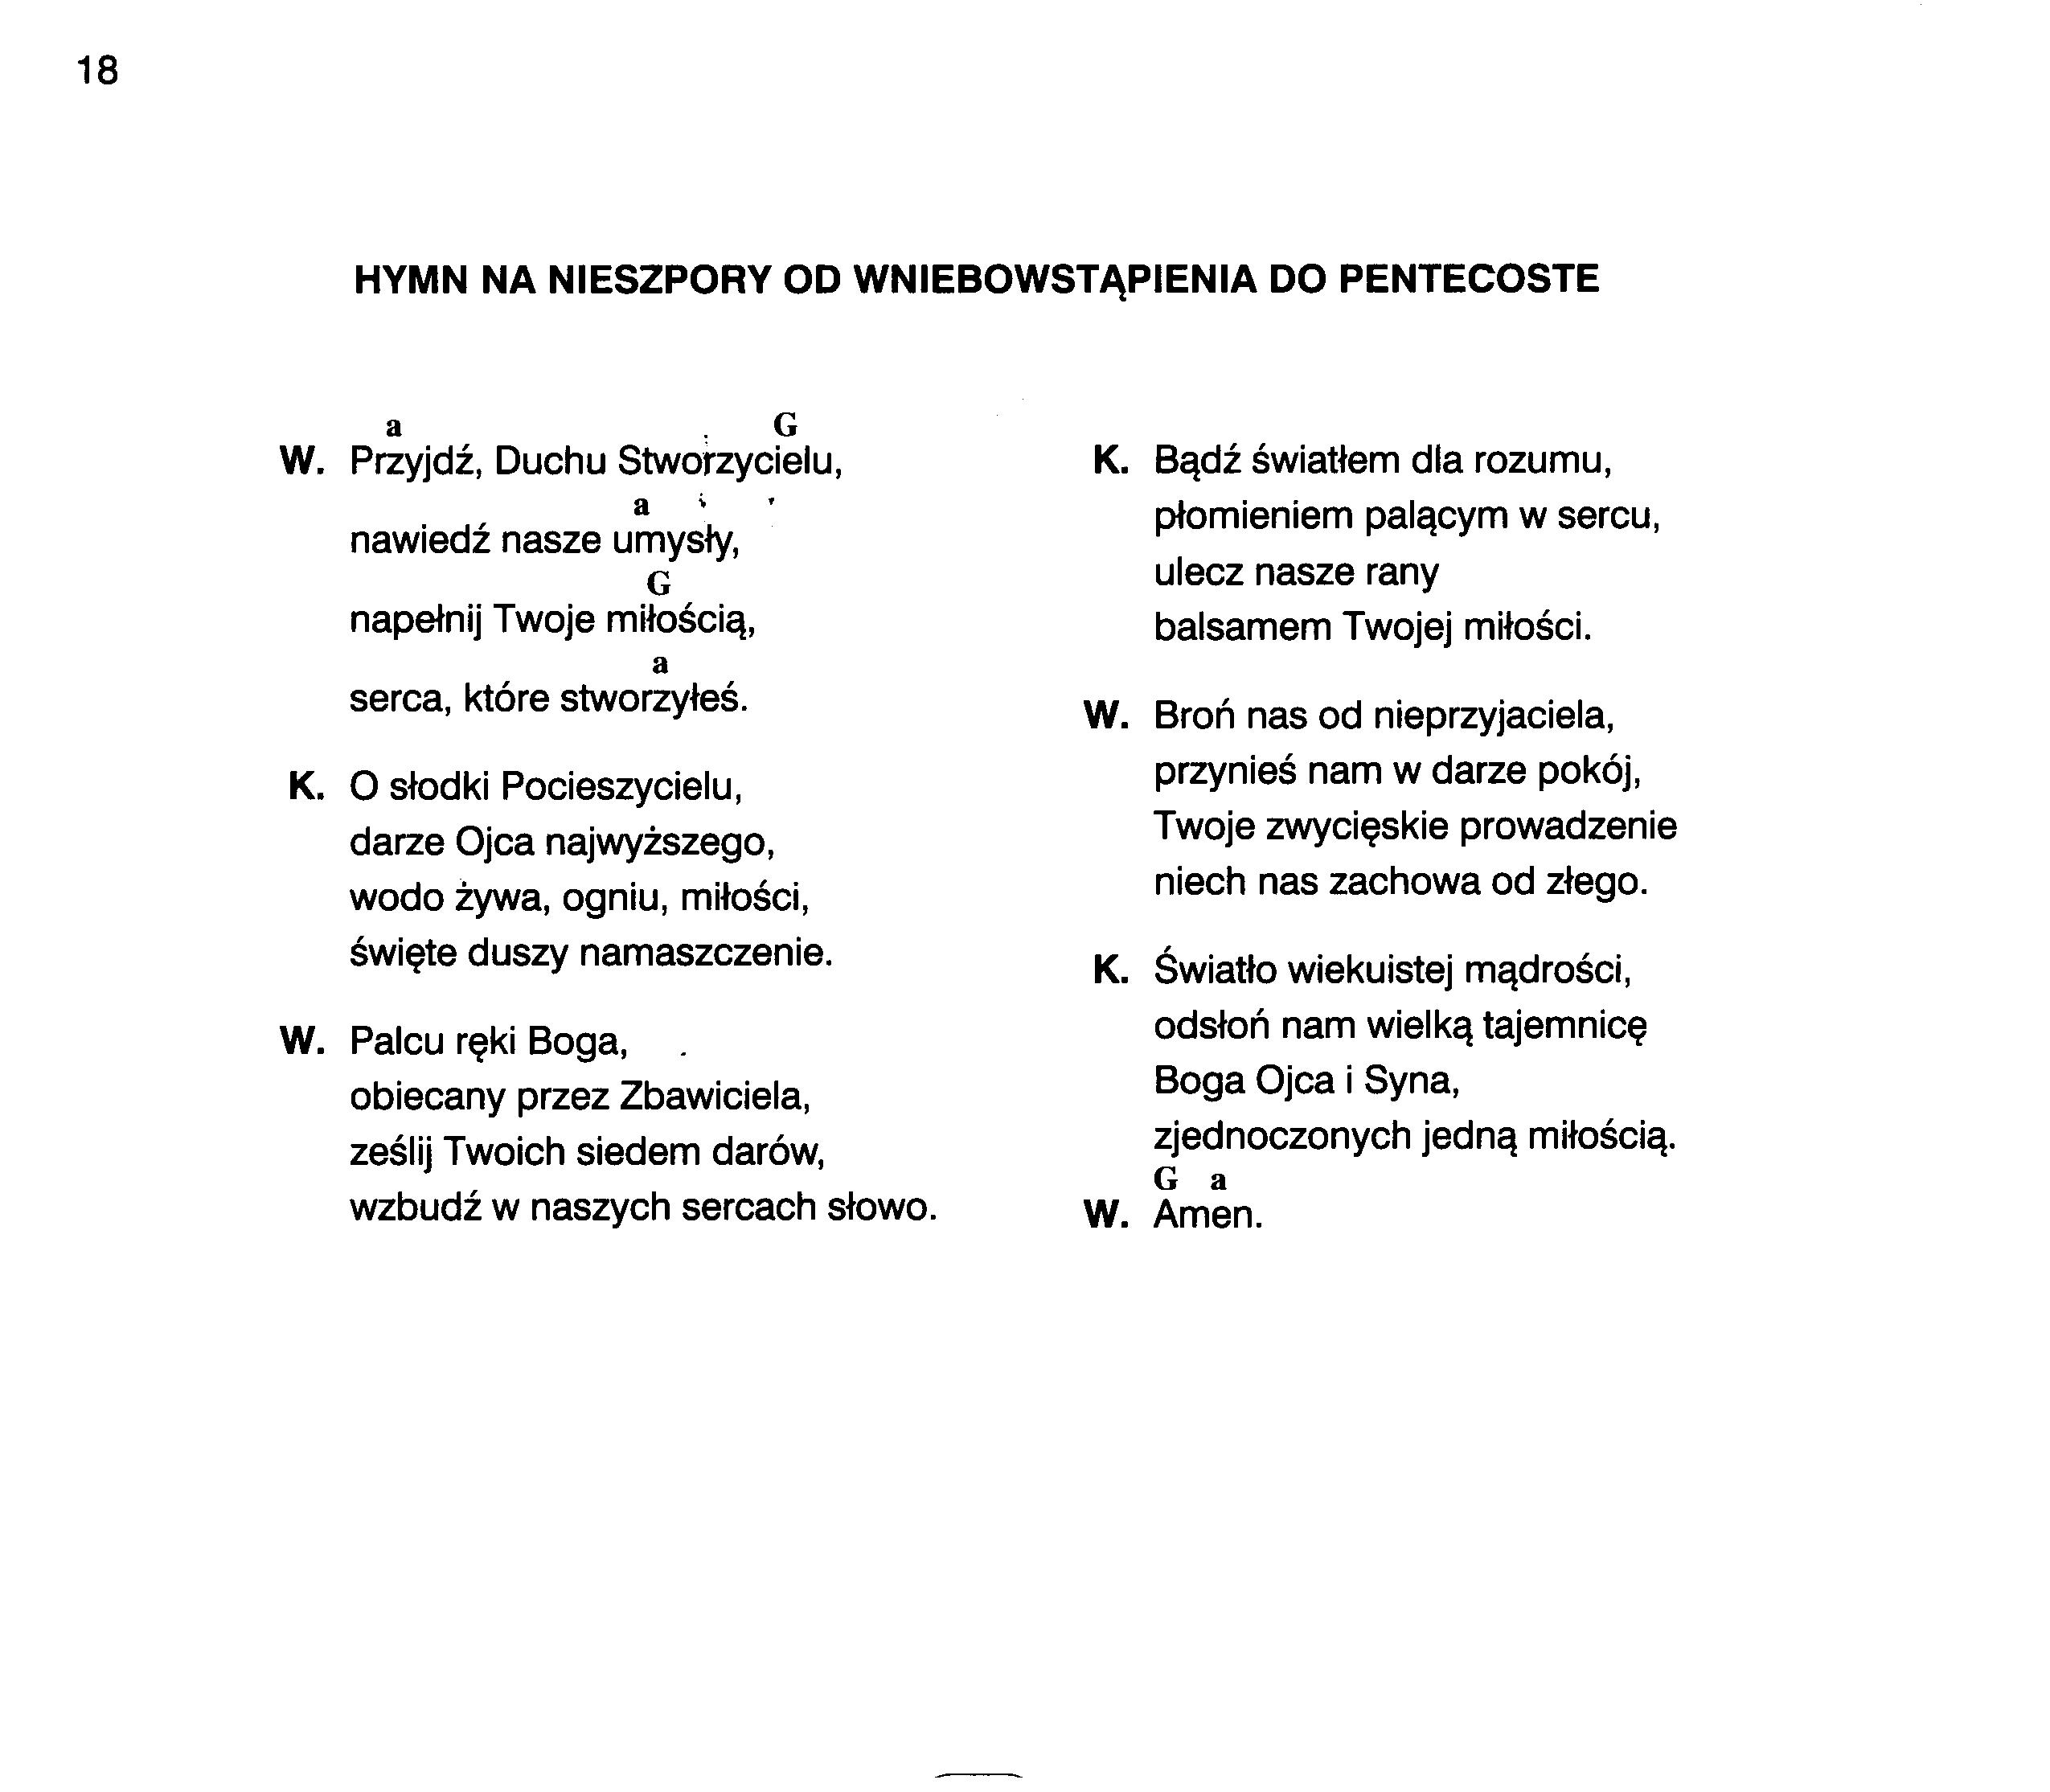 18
HYMN NA NIESZPORY OD WNIEBOWSTĄPIENIA DO PENTECOSTE
a G
W. Przyjdź, Duchu Stworzycielu,
a
nawiedź nasze umysły,
G
napełnij Twoje miłością,
a
serca, które stworzyłeś.
K. O słodki Pocieszycielu,
darze Ojca najwyższego,
wodo żywa, ogniu, miłości,
święte duszy namaszczenie.
W. Palcu ręki Boga,
obiecany przez Zbawiciela,
ześlij Twoich siedem darów,
wzbudź w naszych sercach słowo.
K. Bądź światłem dla rozumu,
płomieniem palącym w sercu,
ulecz nasze rany
balsamem Twojej miłości.
W. Broń nas od nieprzyjaciela,
przynieś nam w darze pokój,
Twoje zwycięskie prowadzenie
niech nas zachowa od złego.
K. Światło wiekuistej mądrości,
odsłoń nam wielką tajemnicę
Boga Ojca i Syna,
zjednoczonych jedną miłością.
G a
W. Amen.